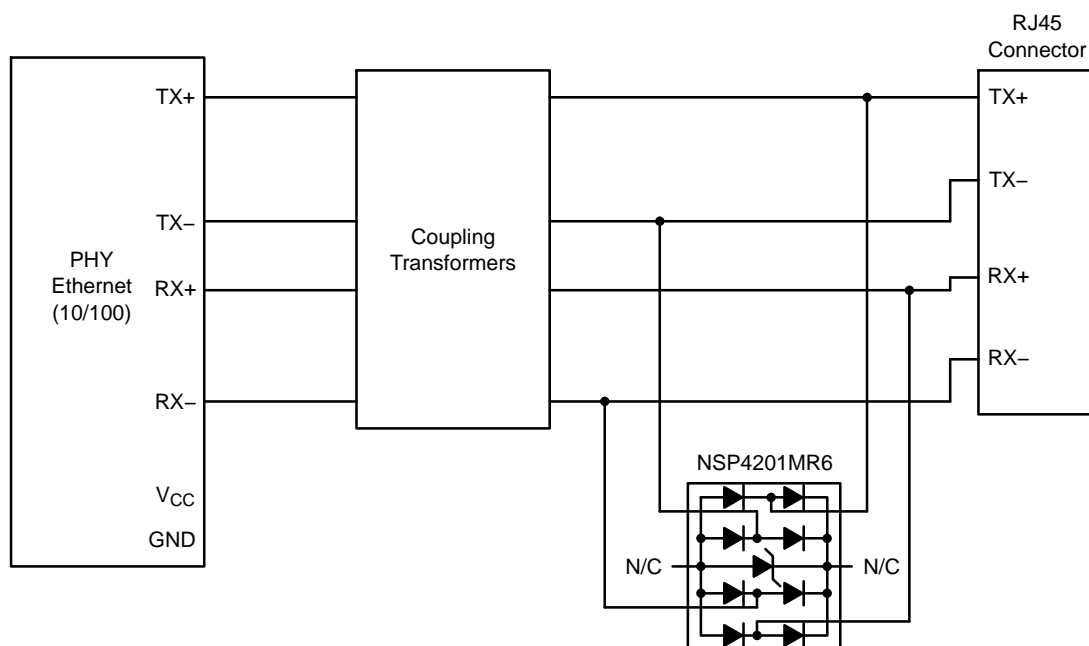 RJ45
Connector
TX+
TX−
RX+
RX−
PHY
Ethernet
(10/100)
VCC
GND
Coupling
Transformers
TX+
TX−
RX+
RX−
NSP4201MR6
N/C
N/C